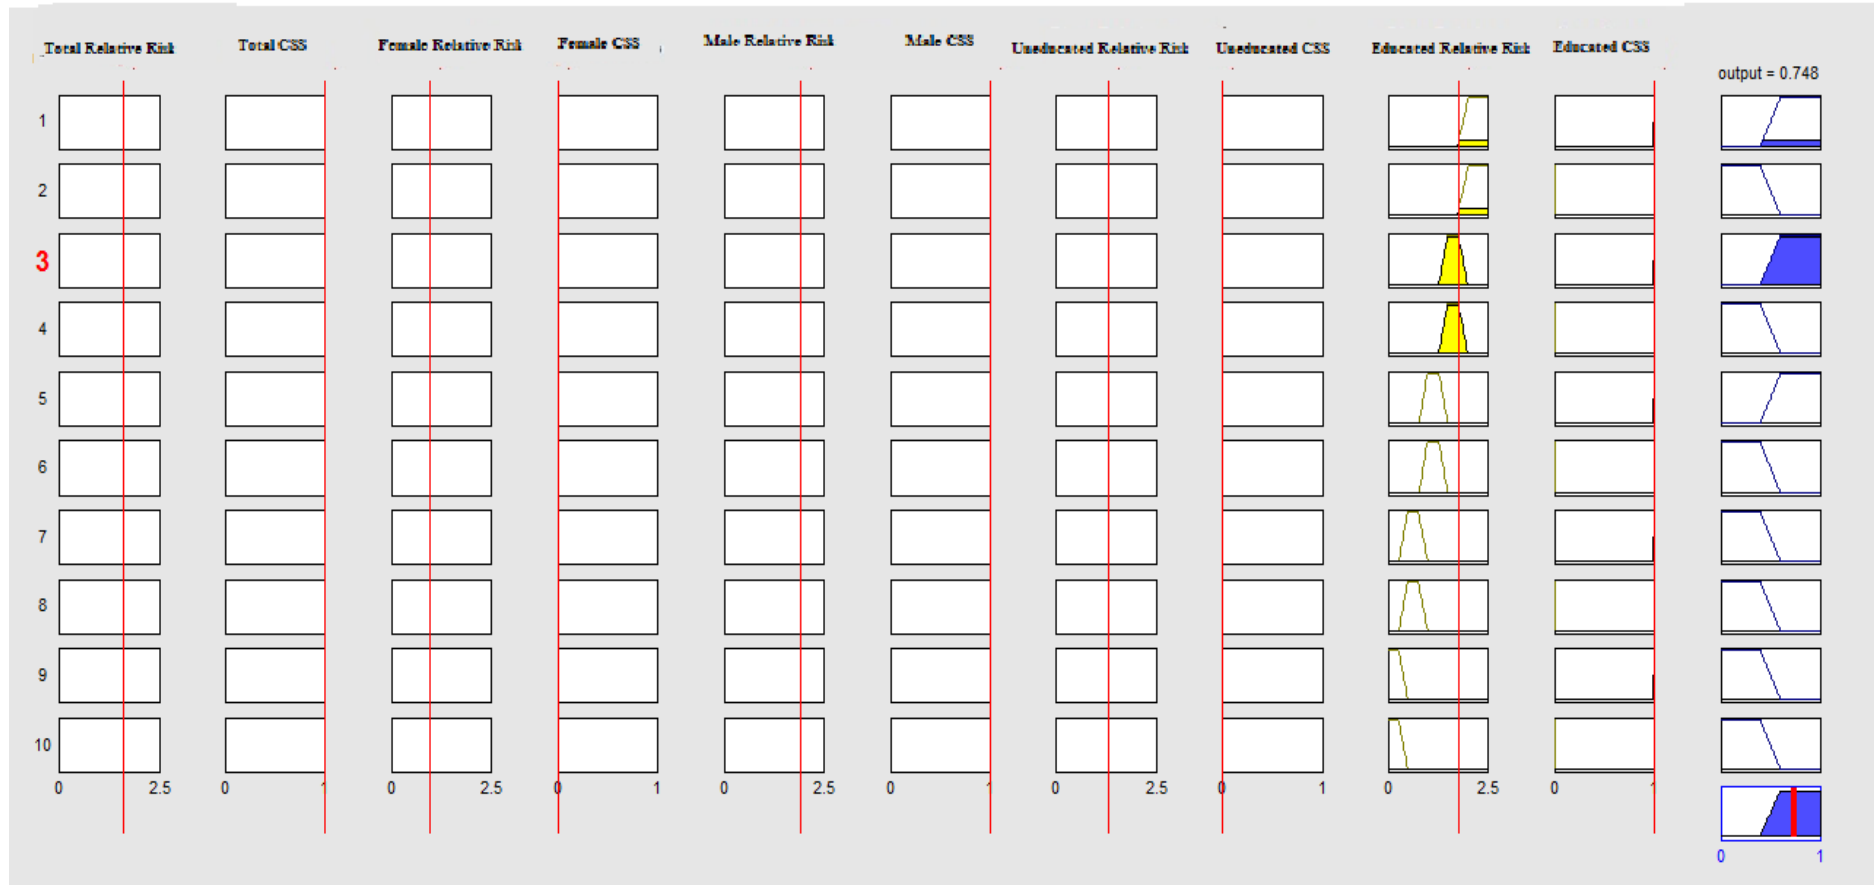 Total Relative Risk
Total CSS
Female Relative Risk
Female CSS
Male Relative Risk
Male CSS
Uneducated Relative Risk
Uneducated CSS
Educated Relative Risk
Educated CSS
output = 0.748
1
2
3
4
5
6
7
8
9
10
0 2.5
0 1
0 2.5
0 1
0 2.5
0 1
0 2.5
0 1
0 2.5
0 1
0 1